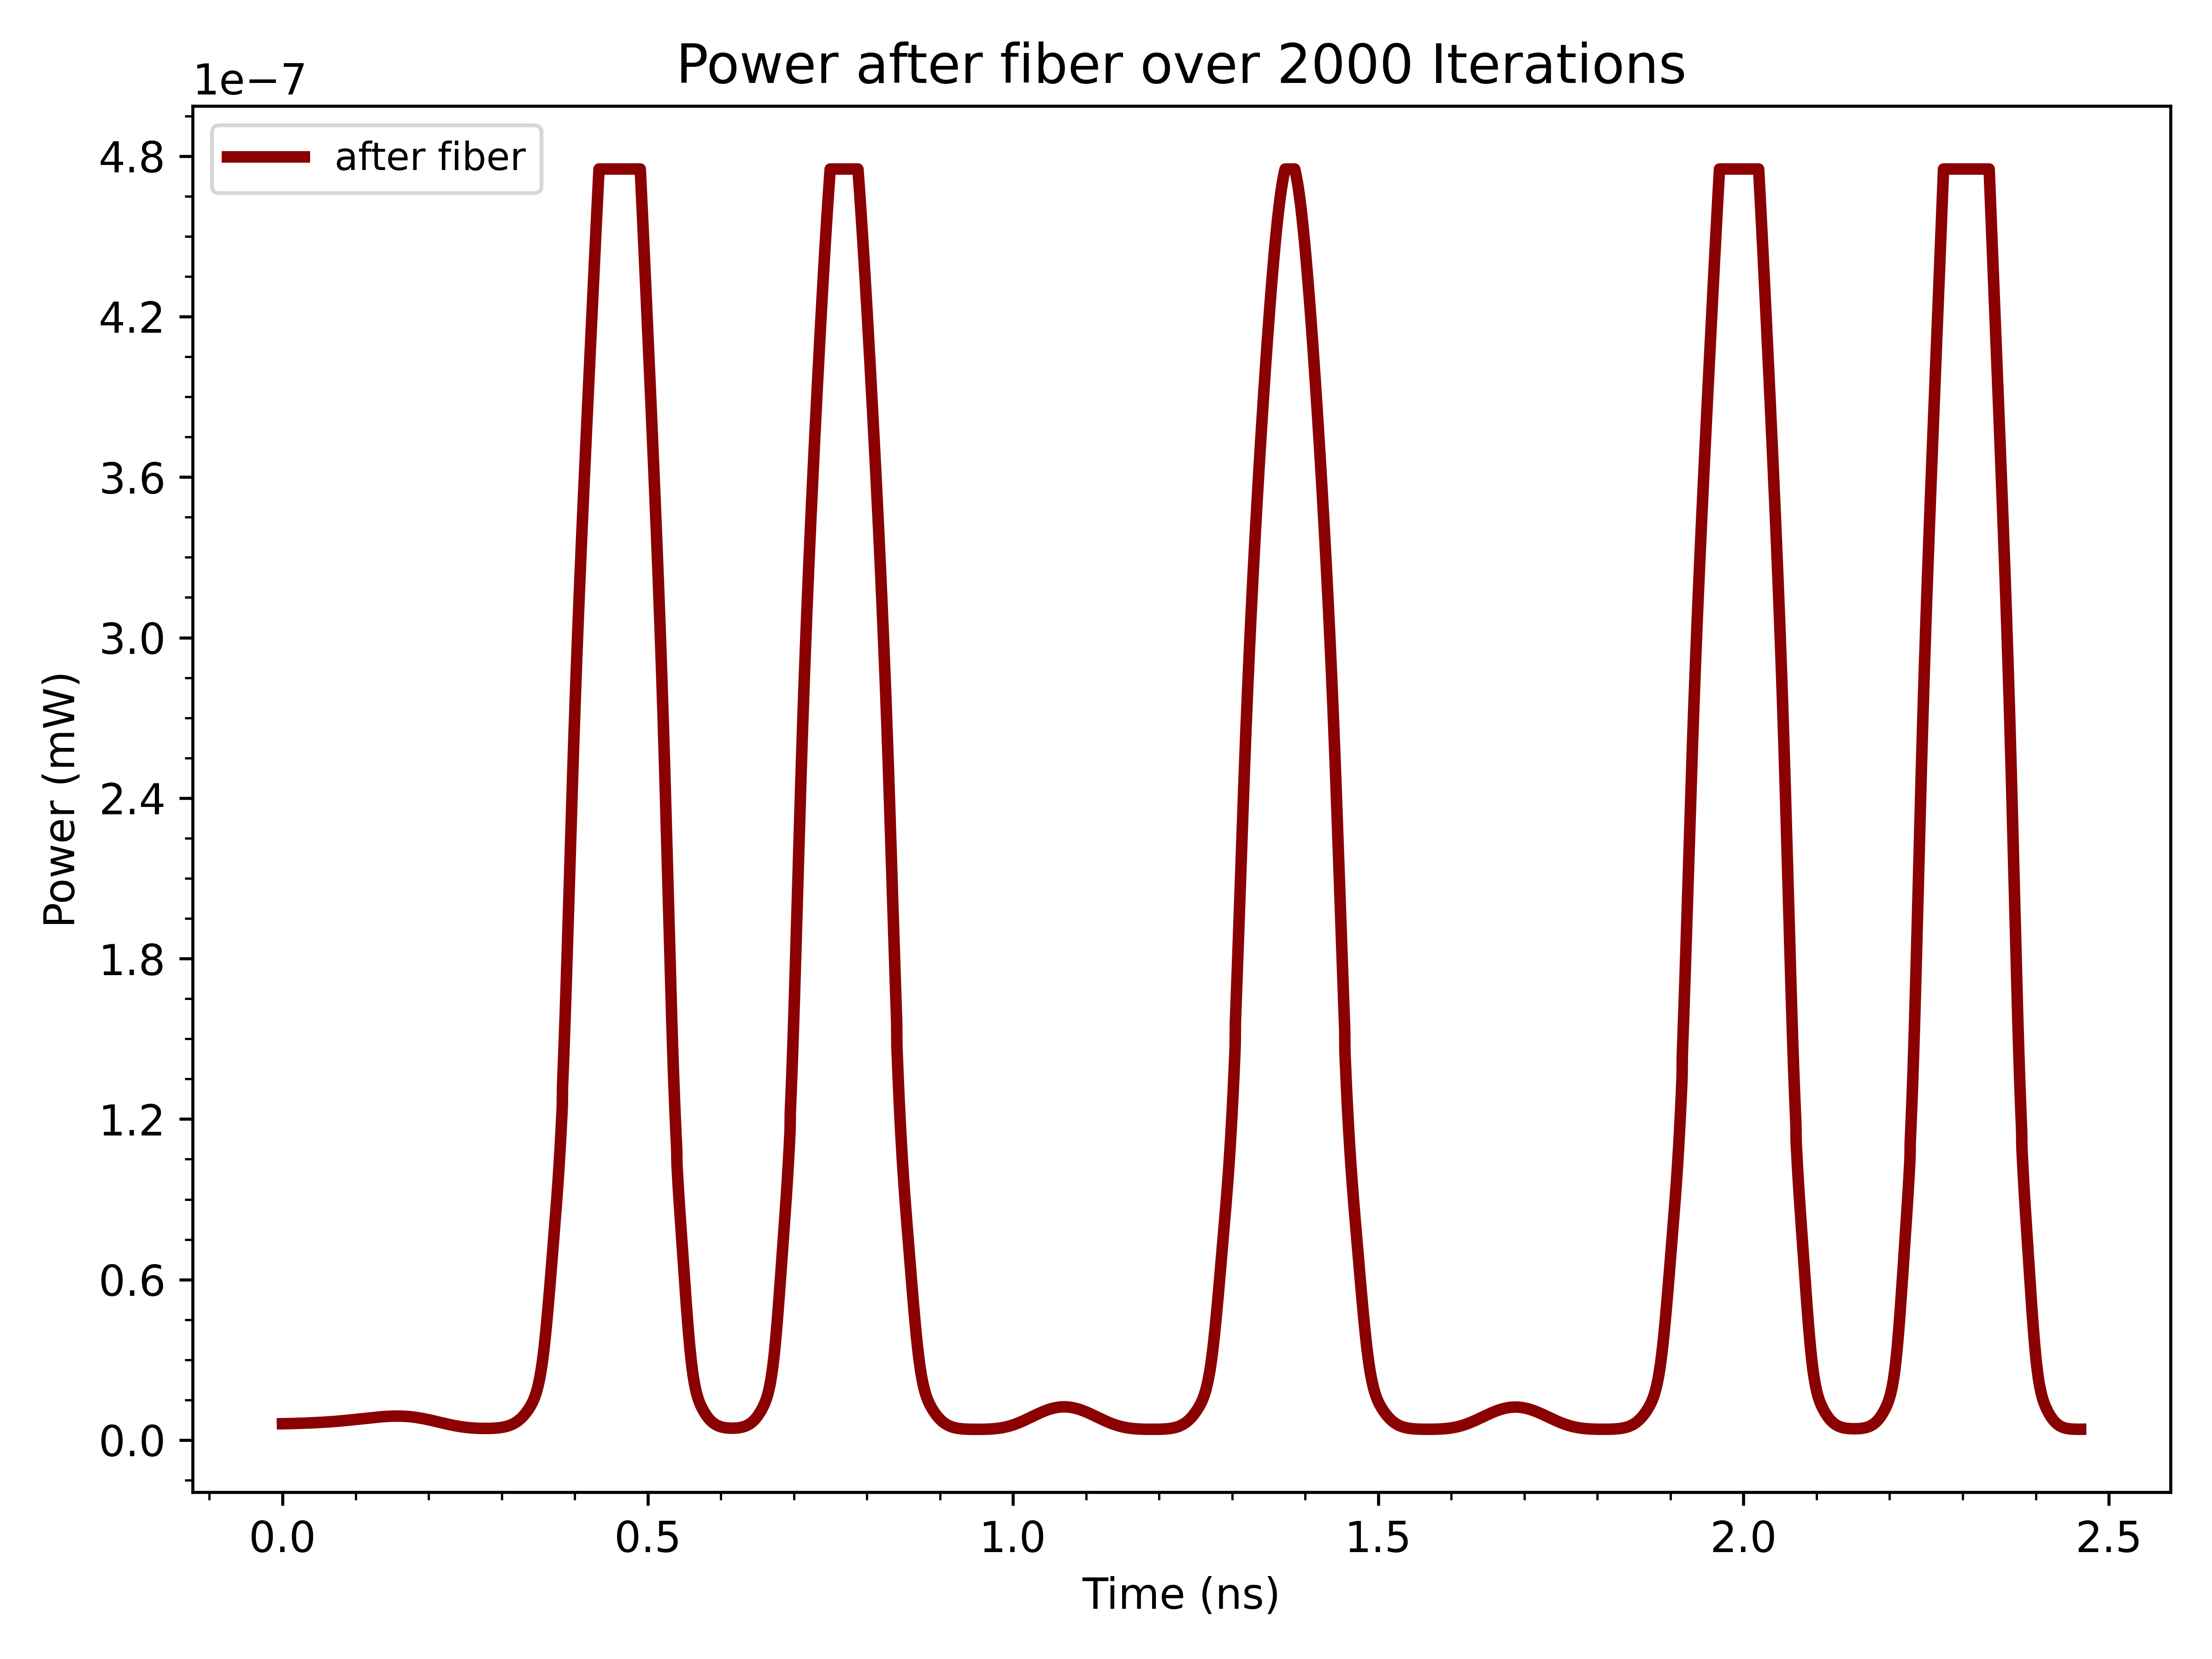 Power after fiber over 2000 Iterations
1e−7
after fiber
4.8
4.2
3.6
3.0
2.4
1.8
1.2
0.6
0.0
Power (mW)
0.0 0.5 1.0 1.5 2.0 2.5
Time (ns)